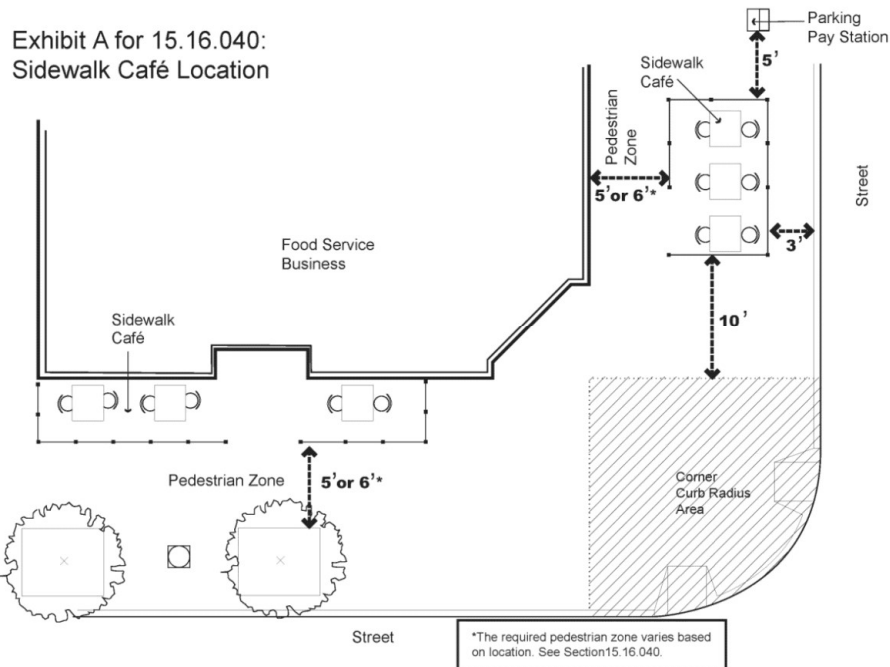 Exhibit A for 15.16.040:
Sidewalk Café Location
Parking
Pay Station
5’
Sidewalk
Café
Pedestrian
Zone
5’or 6’*
Street
3’
Food Service
Business
10’
Sidewalk
Café
Pedestrian Zone
5’or 6’*
Corner
Curb Radius
Area
Street
*The required pedestrian zone varies based
on location. See Section15.16.040.